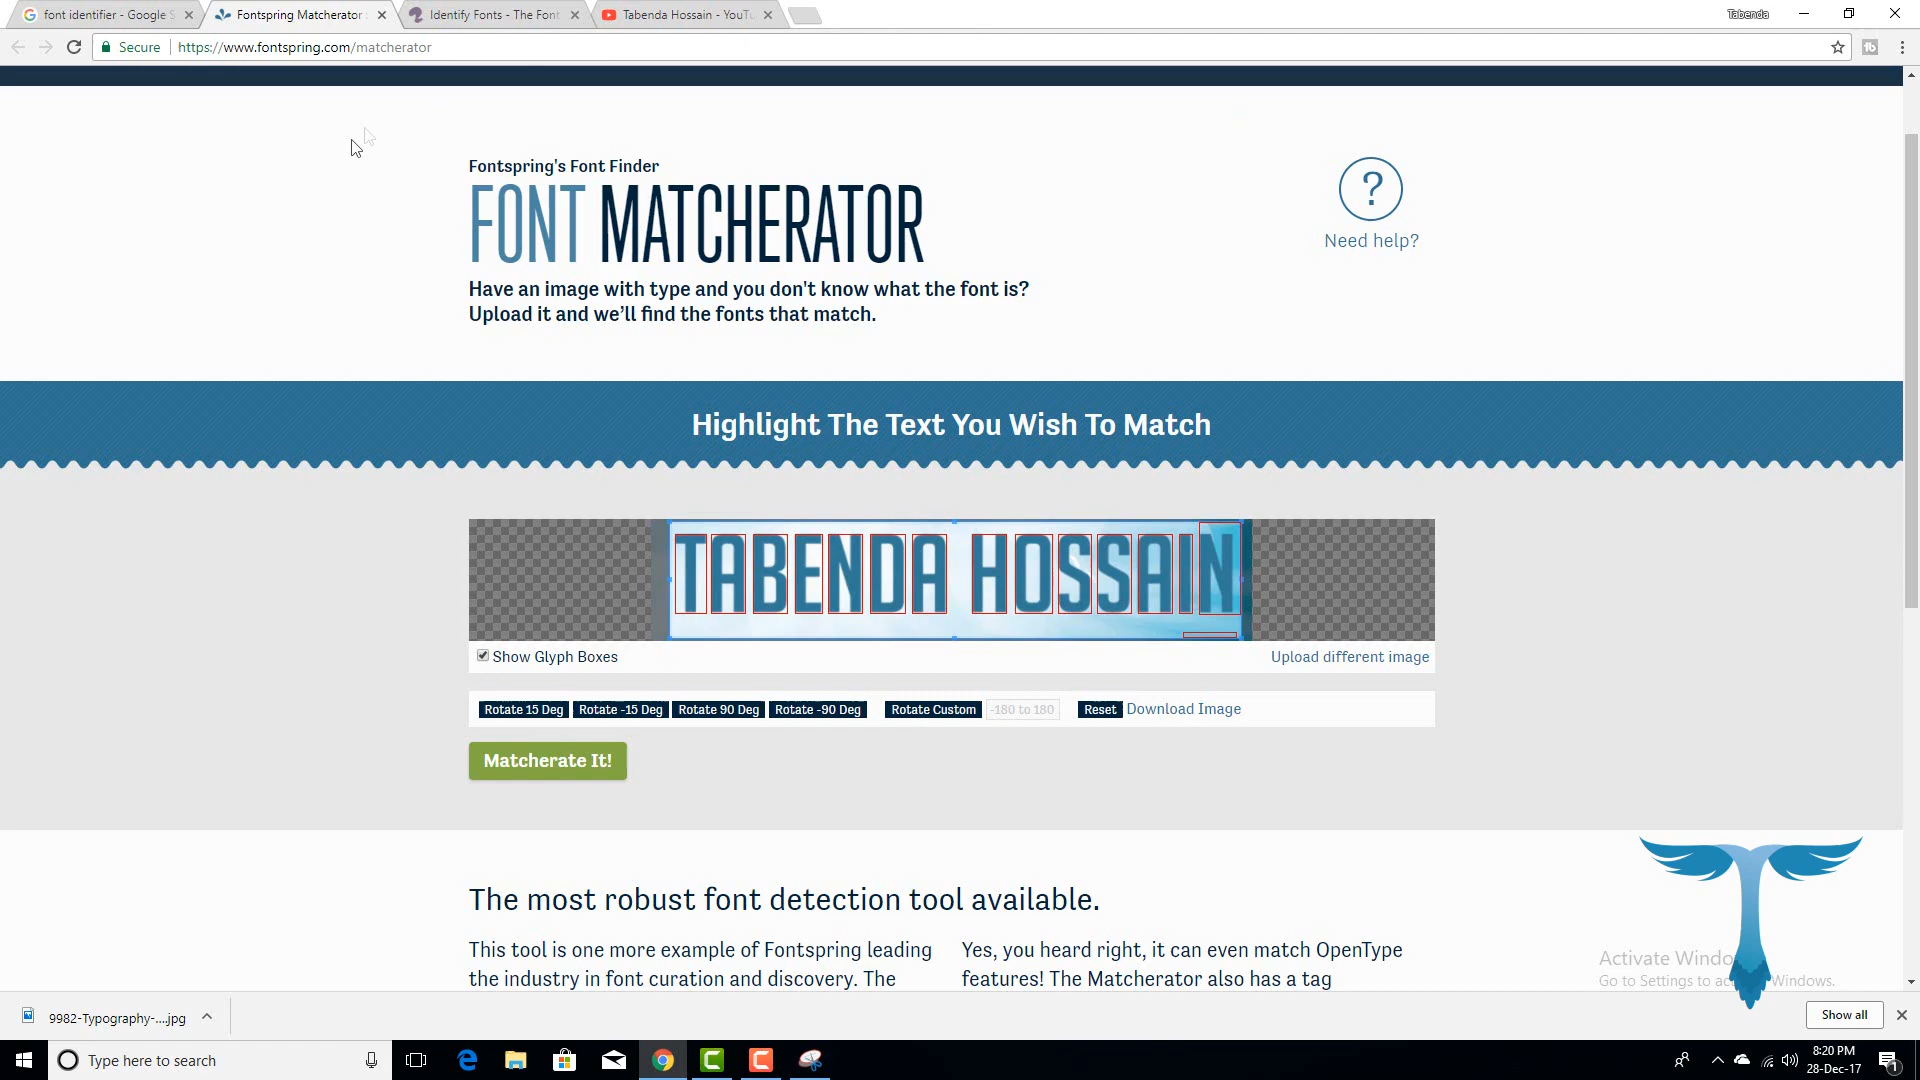 font identifier - Google S
Fontspring Matcherator
Identify Fonts - The Font
Tabenda Hossain - YouTu
Tabenda
Secure
https://www.fontspring.com/matcherator
Fontspring's Font Finder
FONT MATCHERATOR
Have an image with type and you don't know what the font is?
Upload it and we'll find the fonts that match.
?
Need help?
Highlight The Text You Wish To Match
TABENDA HOSSAIN
Show Glyph Boxes
Upload different image
Rotate 15 Deg
Rotate -15 Deg
Rotate 90 Deg
Rotate -90 Deg
Rotate Custom
-180 to 180
Reset
Download Image
Matcherate It!
The most robust font detection tool available.
This tool is one more example of Fontspring leading
the industry in font curation and discovery. The
Yes, you heard right, it can even match OpenType
features! The Matcherator also has a tag
Activate Windo
Go to Settings to ac Windows.
9982-Typography-....jpg
Show all
Type here to search
8:20 PM
28-Dec-17
1